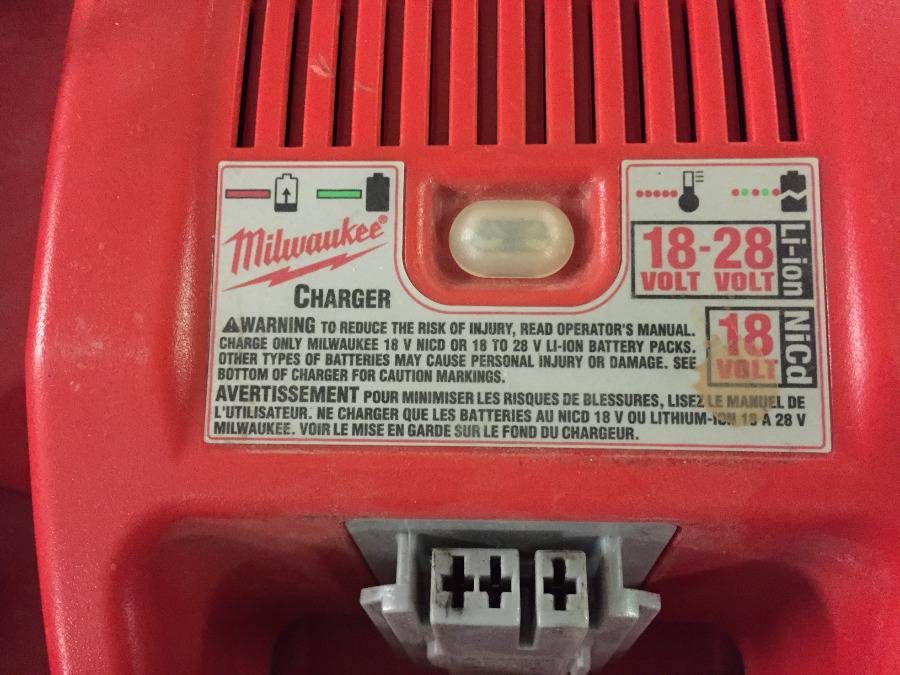 Milwaukee®
CHARGER
18-28
VOLT VOLT
Li-ion
18
VOLT
NiCd
WARNING TO REDUCE THE RISK OF INJURY, READ OPERATOR'S MANUAL.
CHARGE ONLY MILWAUKEE 18 V NICD OR 18 TO 28 V LI-ION BATTERY PACKS.
OTHER TYPES OF BATTERIES MAY CAUSE PERSONAL INJURY OR DAMAGE. SEE
BOTTOM OF CHARGER FOR CAUTION MARKINGS.
AVERTISSEMENT POUR MINIMISER LES RISQUES DE BLESSURES, LISEZ LE MANUEL DE
L'UTILISATEUR. NE CHARGER QUE LES BATTERIES AU NICD 18 V OU LITHIUM-ION 18 A 28 V
MILWAUKEE. VOIR LE MISE EN GARDE SUR LE FOND DU CHARGEUR.